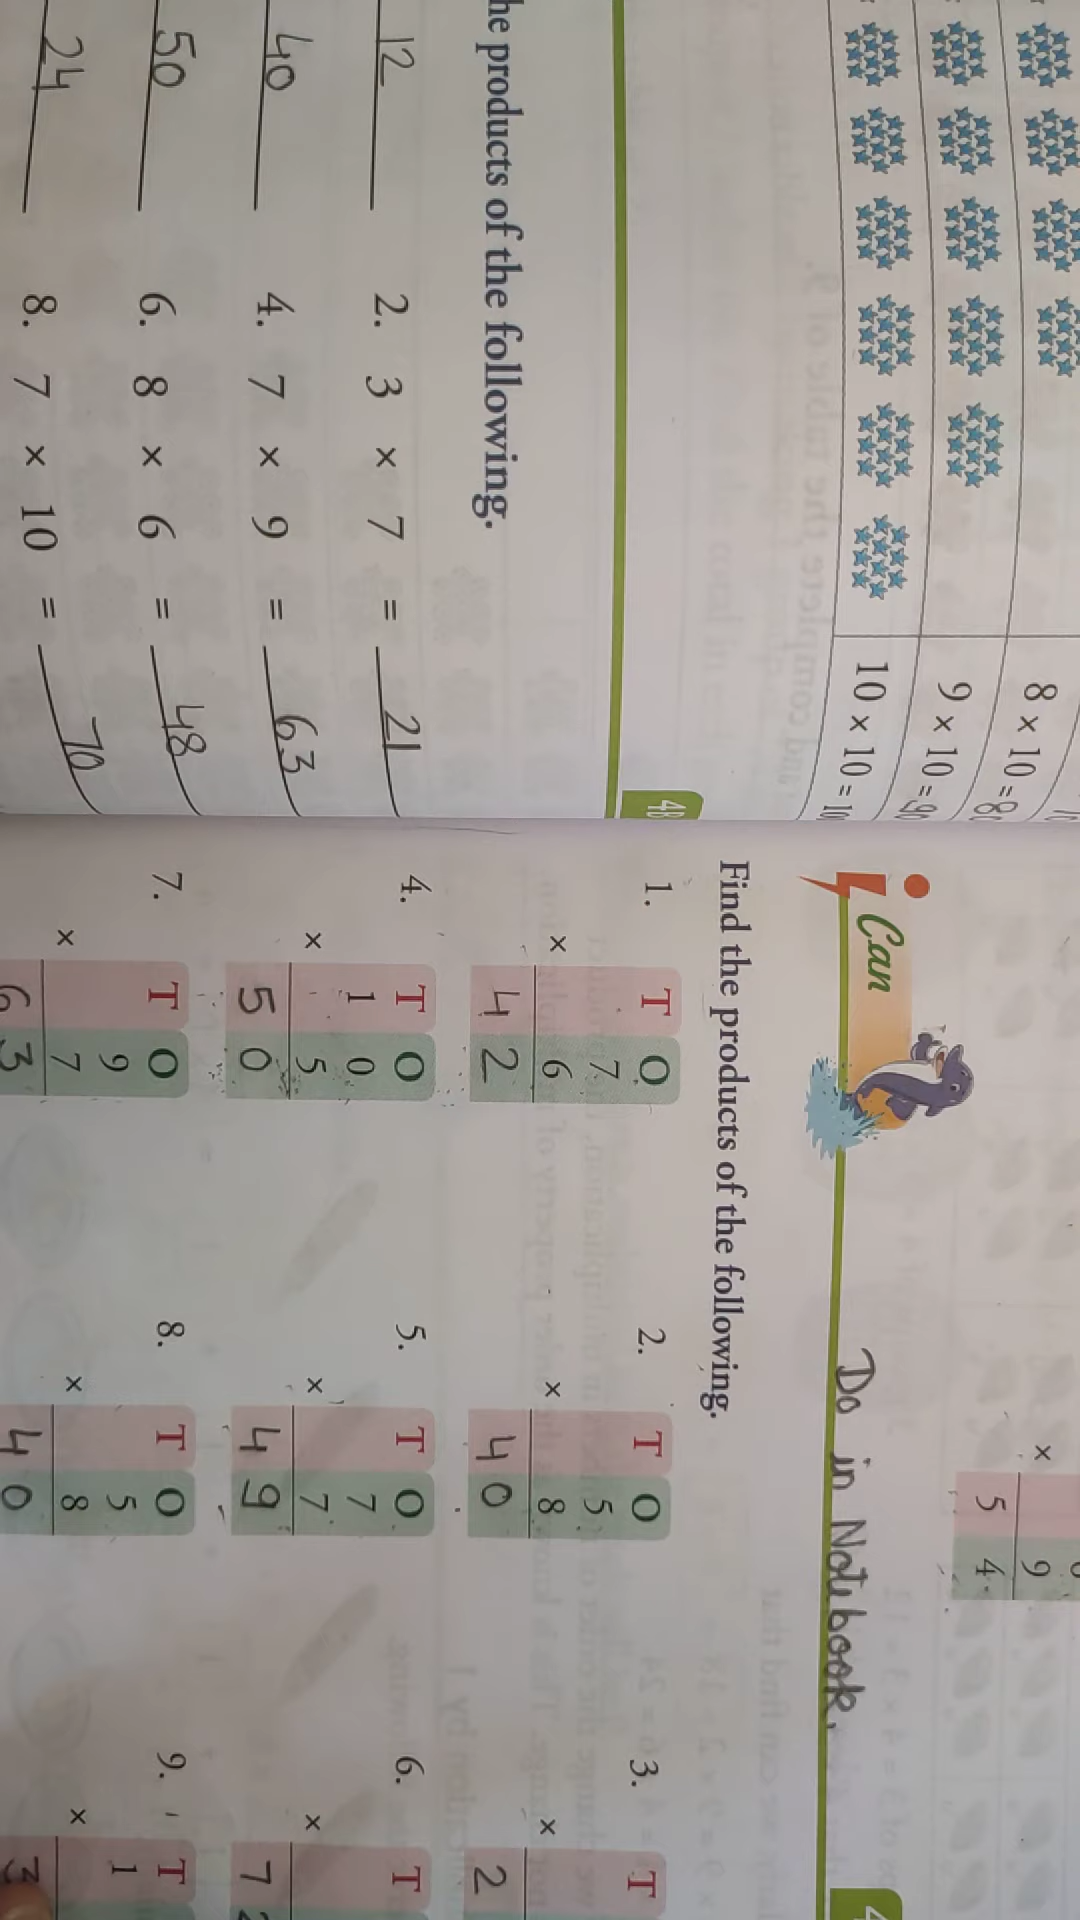 8 × 10 = 8
9 × 10 = 90
10 × 10 = 10
48
he products of the following.
12
2. 3 × 7 = 21
40
4. 7 × 9 = 63
50
6. 8 × 6 = 48
24
8. 7 × 10 = 70
× 9
5 4
Can
Do in Notebook.
4
Find the products of the following.
1. T O
7
× 6
4 2
2. T O
5
× 8
4 0
3. T
×
2
4. T O
1 0
× 5
5 0
5. T O
7
× 7
4 9
6. T
×
7
7. T O
9
× 7
6 3
8. T O
5
× 8
4 0
9. T
1
×
3